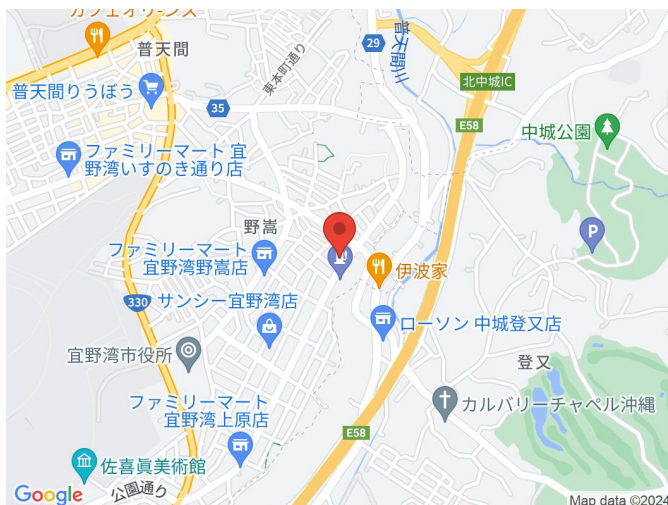 カフェオリーンズ
普天間
普天間りうぼう
35
東本町通り
29
普天間川
北中城IC
E58
中城公園
ファミリーマート 宜
野湾いすのき通り店
野嵩
ファミリーマート
宜野湾野嵩店
伊波家
P
330
サンシー宜野湾店
ローソン 中城登又店
宜野湾市役所
登又
カルバリーチャペル沖縄
ファミリーマート
宜野湾上原店
E58
佐喜眞美術館
公園通り
Google
Map data ©2024